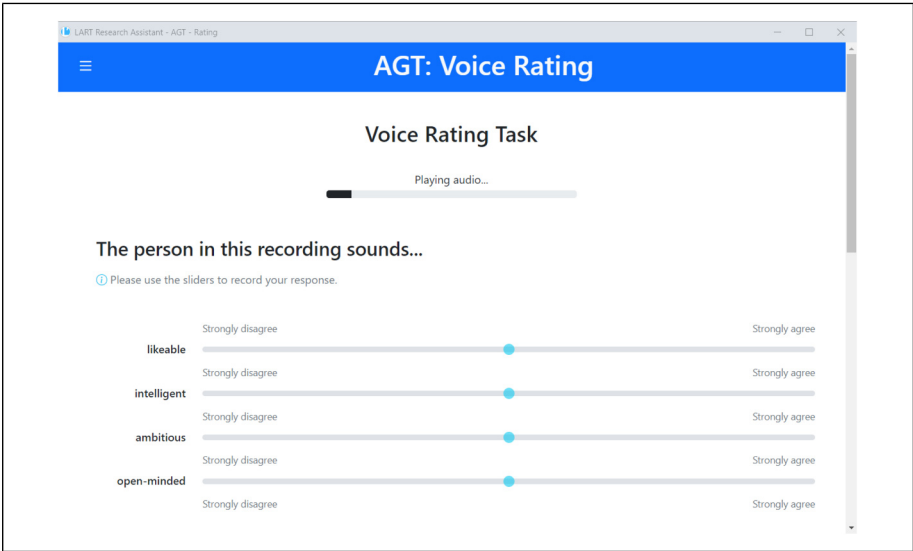 LART Research Assistant - AGT - Rating
AGT: Voice Rating
Voice Rating Task
Playing audio...
The person in this recording sounds...
Please use the sliders to record your response.
Strongly disagree Strongly agree
likeable
Strongly disagree Strongly agree
intelligent
Strongly disagree Strongly agree
ambitious
Strongly disagree Strongly agree
open-minded
Strongly disagree Strongly agree